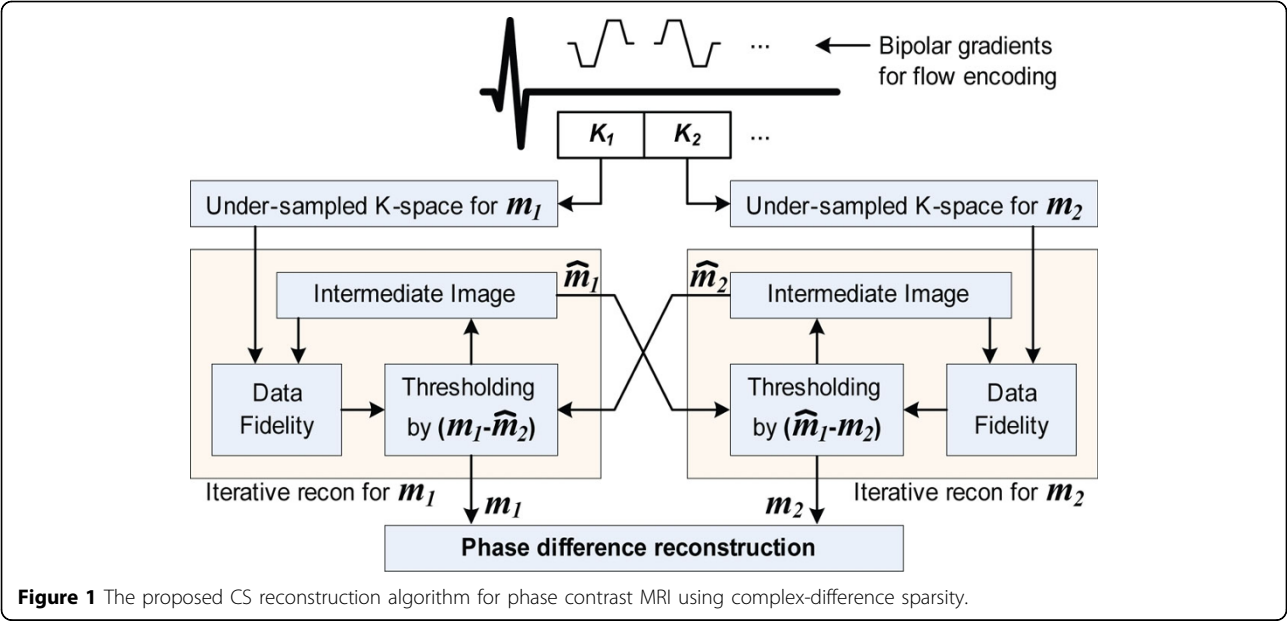 ...
Bipolar gradients
for flow encoding
K1
K2
...
Under-sampled K-space for m1
Under-sampled K-space for m2
Intermediate Image
m̂1
m̂2
Intermediate Image
Data
Fidelity
Thresholding
by (m1-m̂2)
Thresholding
by (m̂1-m2)
Data
Fidelity
Iterative recon for m1
m1
m2
Iterative recon for m2
Phase difference reconstruction
Figure 1 The proposed CS reconstruction algorithm for phase contrast MRI using complex-difference sparsity.